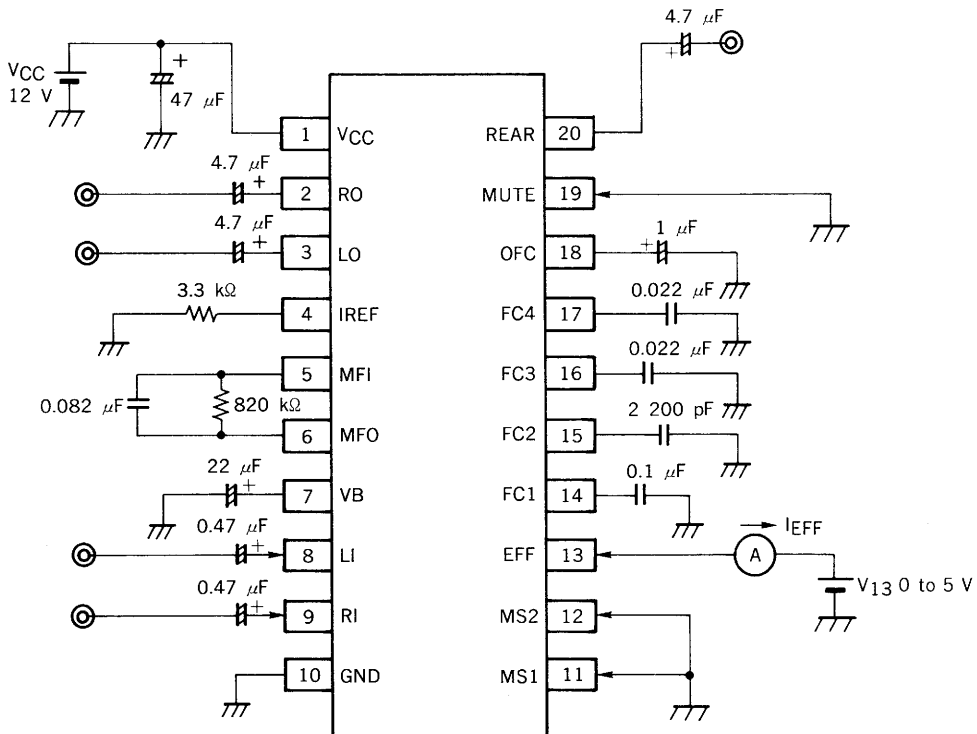 4.7 μF
+
VCC
12 V
+
47 μF
1 VCC
REAR 20
4.7 μF
+
2 RO
MUTE 19
4.7 μF
+
3 LO
OFC 18
+
1 μF
3.3 kΩ
4 IREF
FC4 17
0.022 μF
5 MFI
FC3 16
0.022 μF
0.082 μF
820 kΩ
6 MFO
FC2 15
2 200 pF
22 μF
+
7 VB
FC1 14
0.1 μF
0.47 μF
+
8 LI
EFF 13
A
IEFF
V13 0 to 5 V
0.47 μF
+
9 RI
MS2 12
10 GND
MS1 11